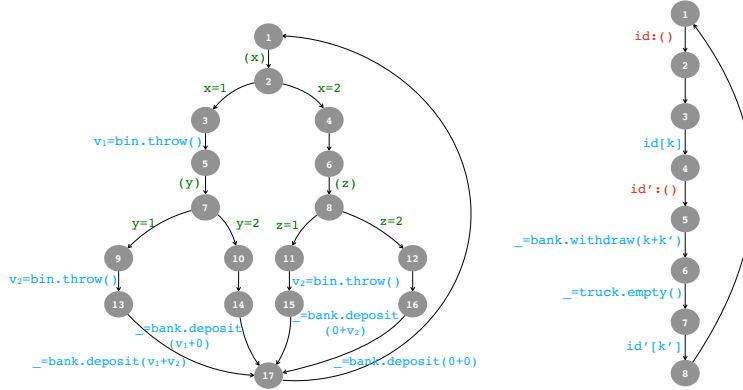 1
(x)
2
x=1
x=2
3
4
v₁=bin.throw()
5
6
(y)
(z)
7
8
y=1
y=2
z=1
z=2
9
10
11
12
v₂=bin.throw()
v₂=bin.throw()
13
14
15
16
_=bank.deposit
(v₁+0)
_=bank.deposit
(0+v₂)
_=bank.deposit(v₁+v₂)
_=bank.deposit(0+0)
17
1
id:()
2
3
id[k]
4
id':()
5
_=bank.withdraw(k+k')
6
_=truck.empty()
7
id'[k']
8